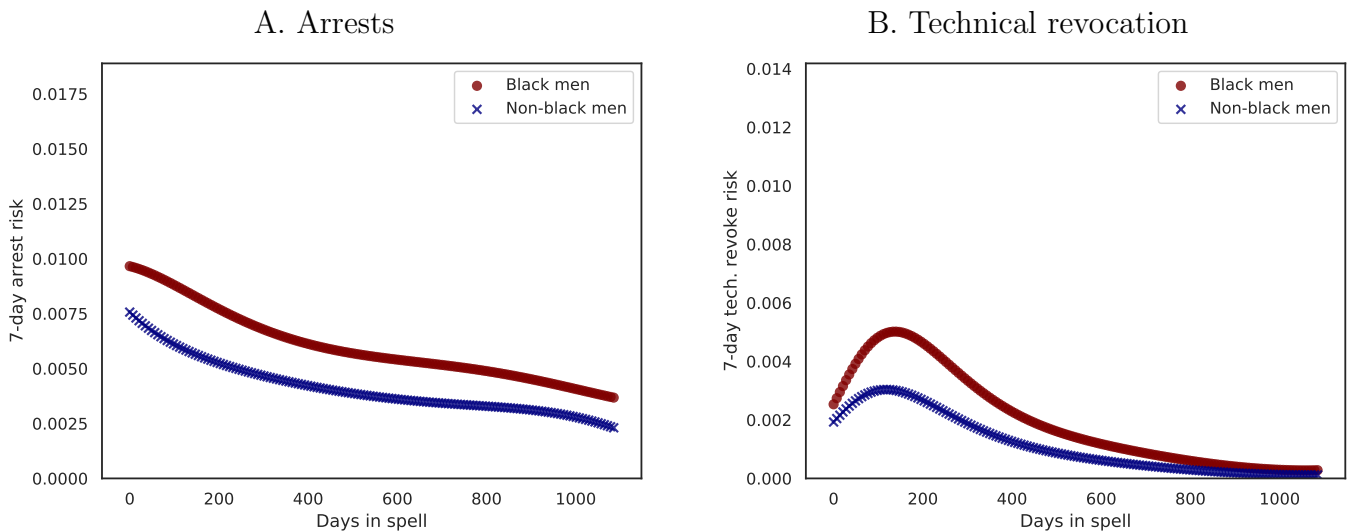 A. Arrests
7-day arrest risk
0.0175
0.0150
0.0125
0.0100
0.0075
0.0050
0.0025
0.0000
Black men
Non-black men
0 200 400 600 800 1000
Days in spell
B. Technical revocation
7-day tech. revoke risk
0.014
0.012
0.010
0.008
0.006
0.004
0.002
0.000
Black men
Non-black men
0 200 400 600 800 1000
Days in spell